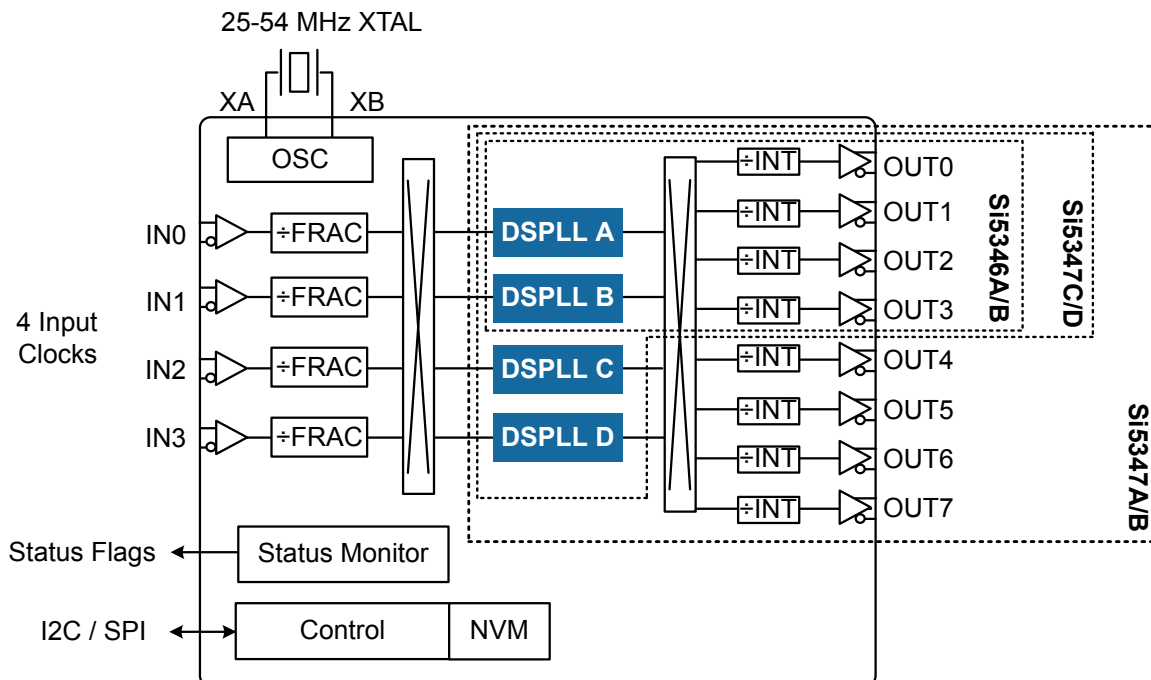 25-54 MHz XTAL
XA
XB
OSC
IN0
÷FRAC
IN1
÷FRAC
IN2
÷FRAC
IN3
÷FRAC
4 Input
Clocks
DSPLL A
DSPLL B
DSPLL C
DSPLL D
÷INT
OUT0
÷INT
OUT1
÷INT
OUT2
÷INT
OUT3
÷INT
OUT4
÷INT
OUT5
÷INT
OUT6
÷INT
OUT7
Si5346A/B
Si5347C/D
Si5347A/B
Status Flags
Status Monitor
I2C / SPI
Control
NVM